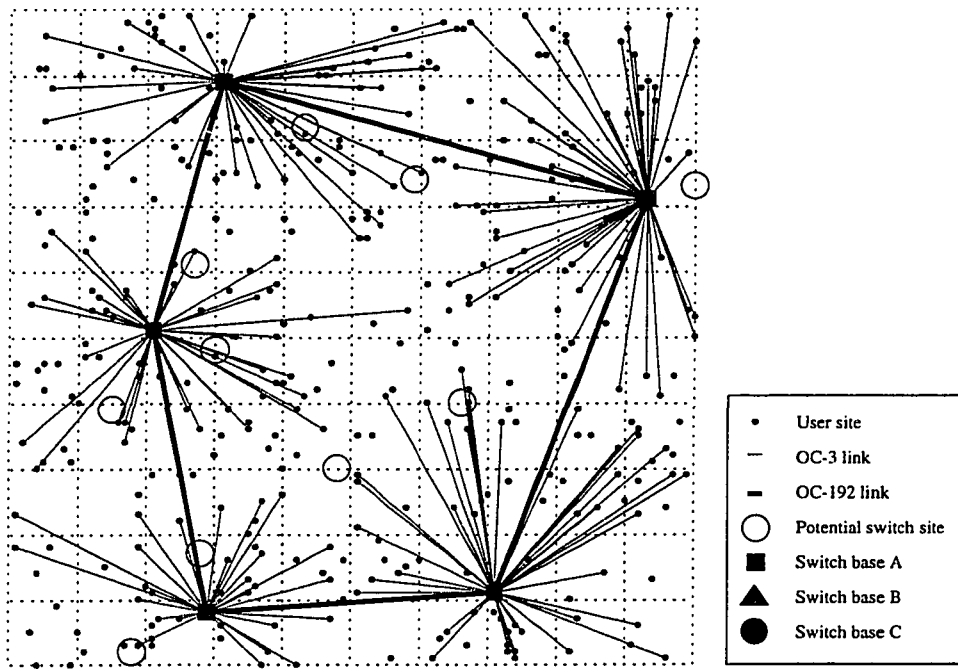 User site
OC-3 link
OC-192 link
Potential switch site
Switch base A
Switch base B
Switch base C